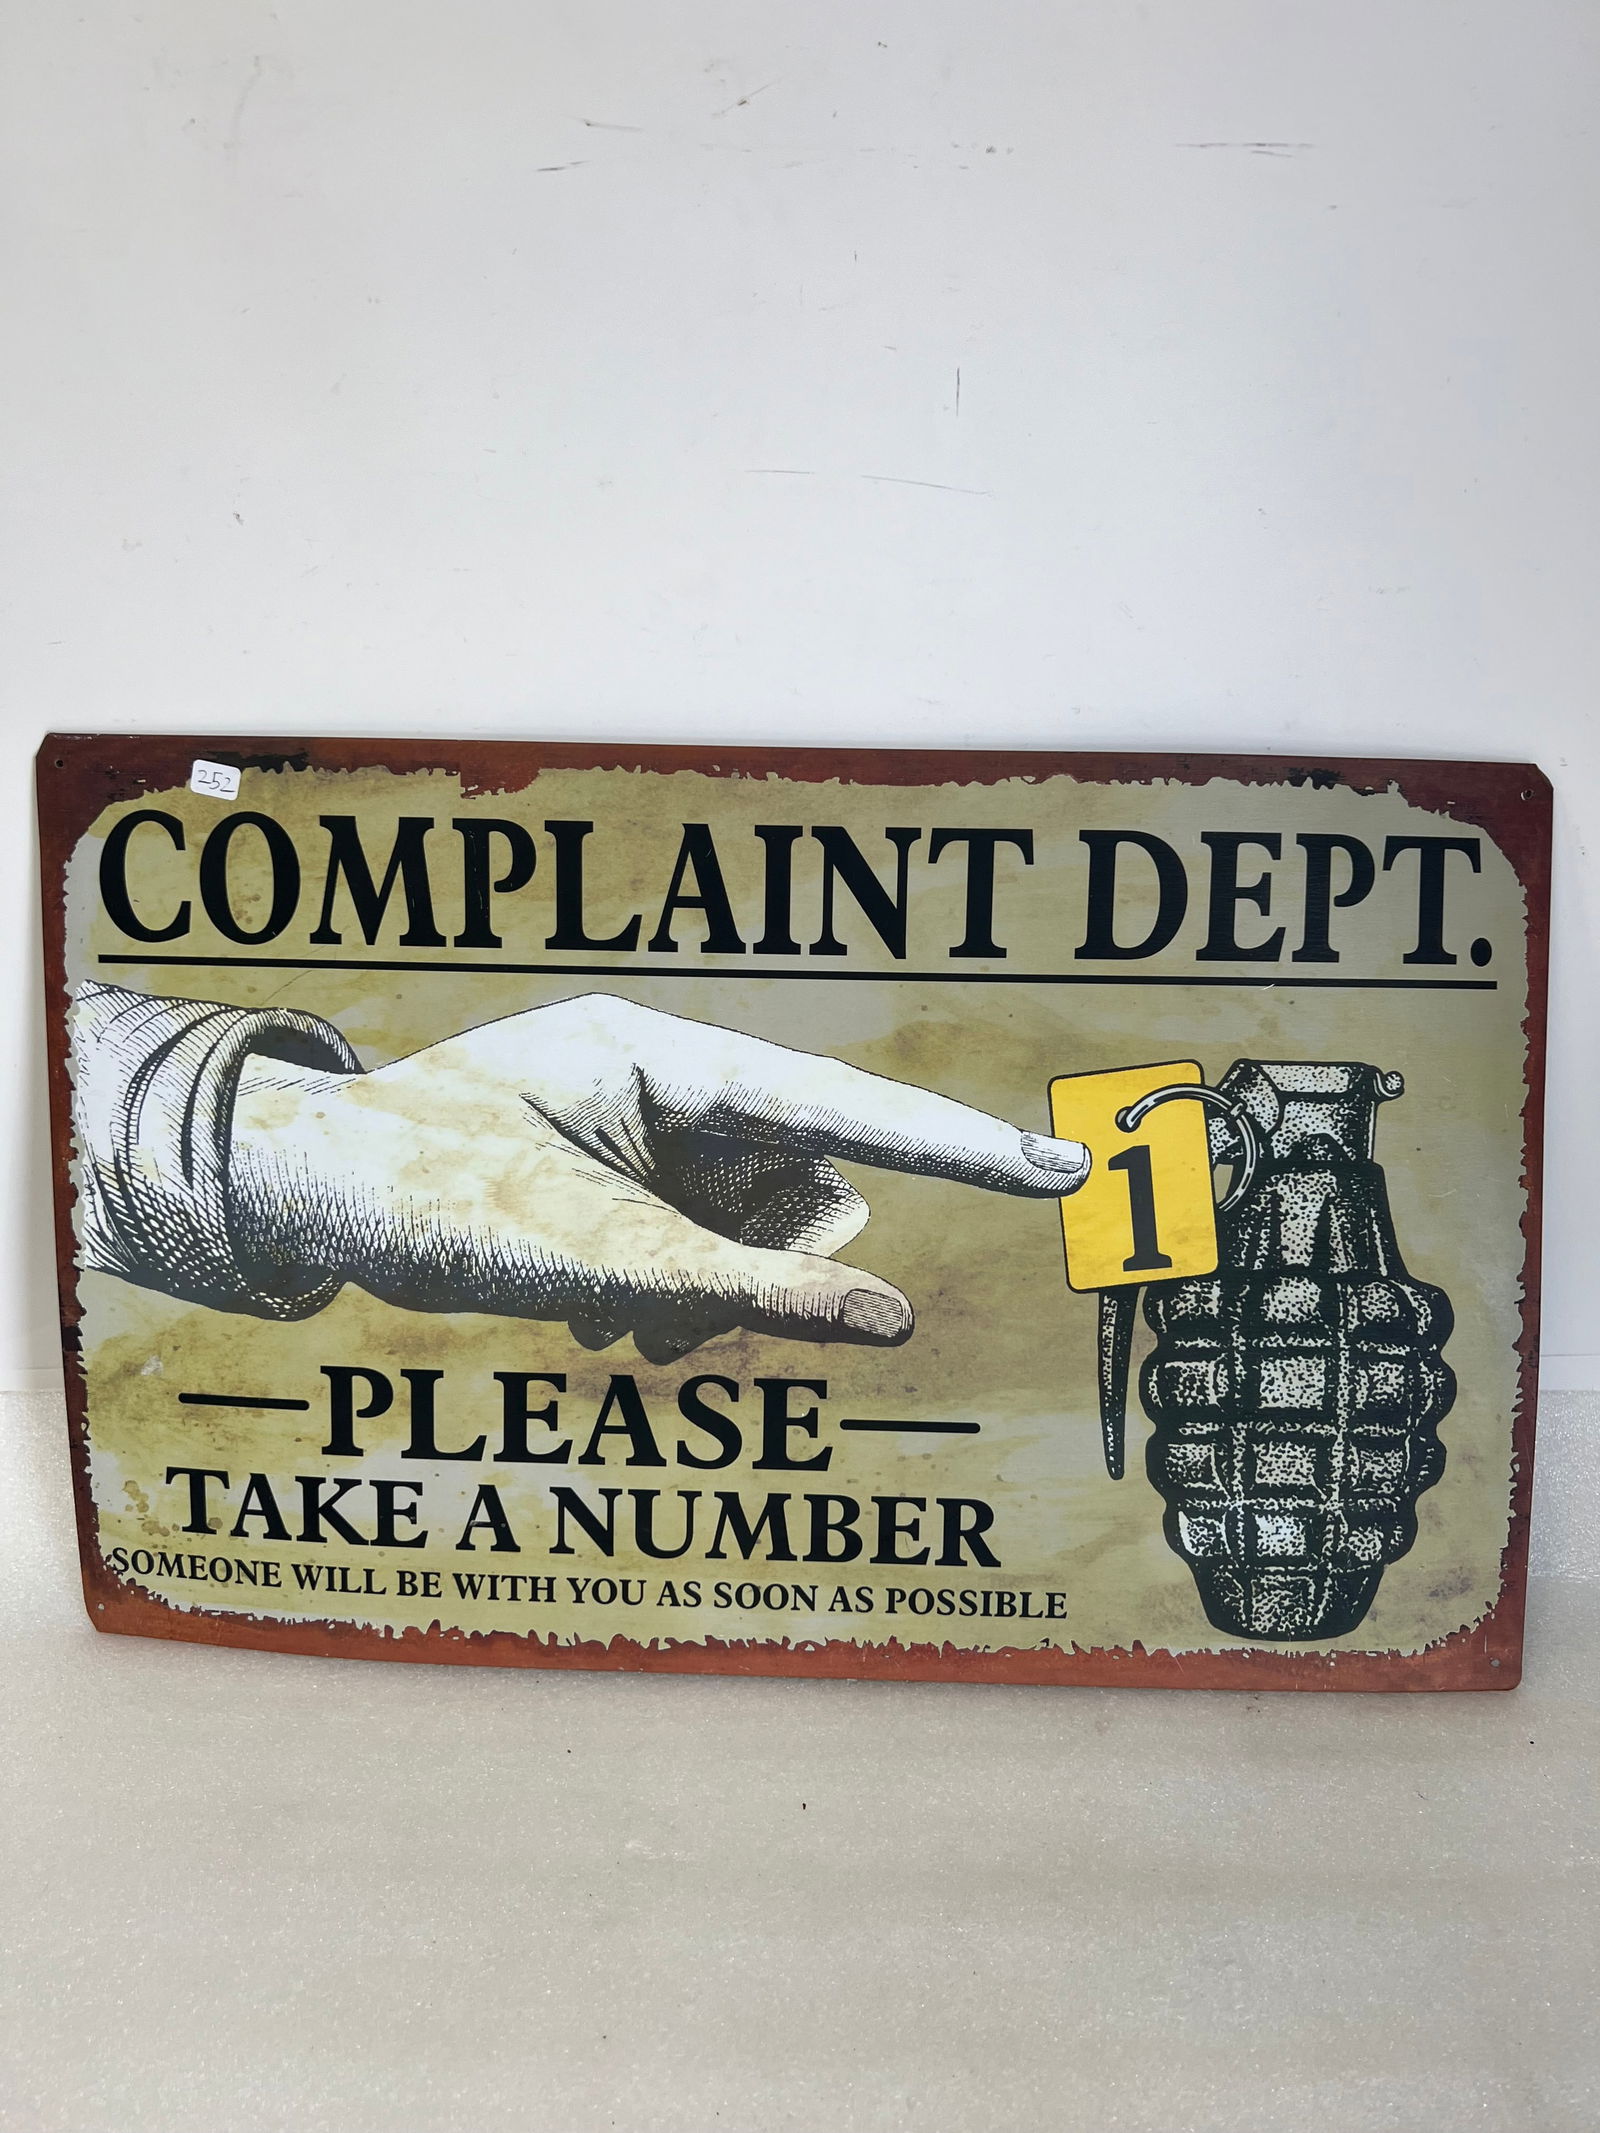 252
COMPLAINT DEPT.
1
PLEASE
TAKE A NUMBER
SOMEONE WILL BE WITH YOU AS SOON AS POSSIBLE